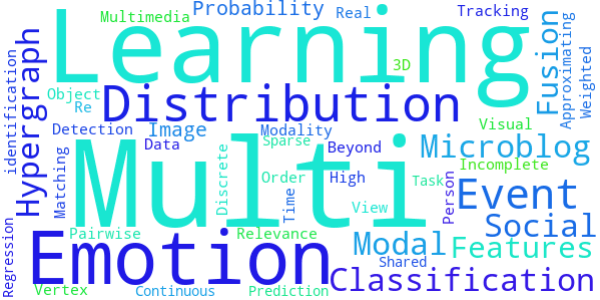 Multimedia
Probability
Real
Tracking
Learning
3D
Fusion
Approximating
Weighted
identification
Hypergraph
Object
Re
Distribution
Detection
Image
Modality
Visual
Data
Sparse
Beyond
Microblog
Incomplete
Matching
Multi
Discrete
Order
High
Task
Person
Event
Time
View
Social
Regression
Pairwise
Emotion
Relevance
Modal
Features
Shared
Classification
Vertex
Continuous
Prediction